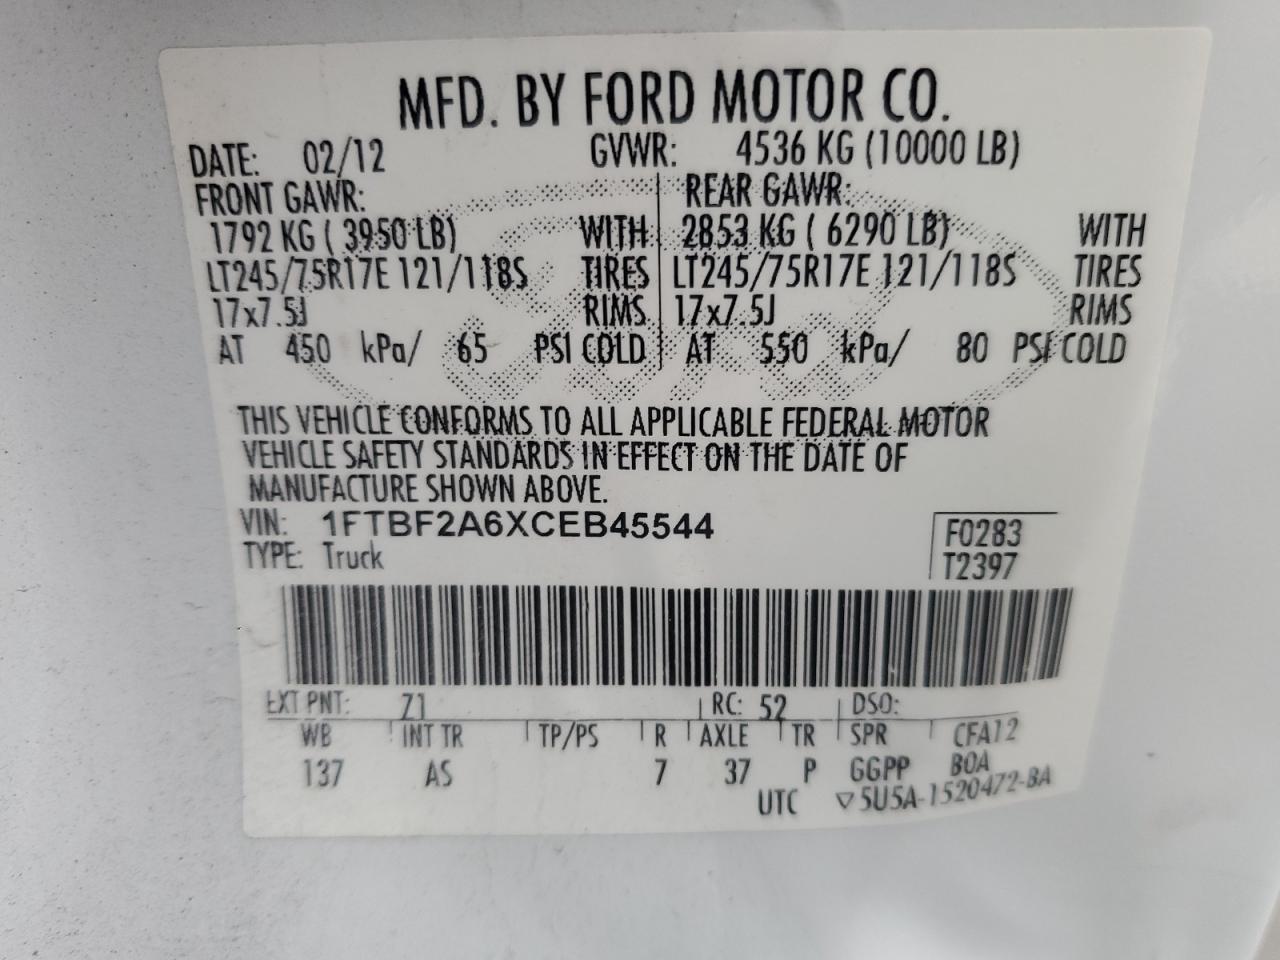 MFD. BY FORD MOTOR CO.
DATE: 02/12 GVWR: 4536 KG (10000 LB)
FRONT GAWR: REAR GAWR:
1792 KG ( 3950 LB) WITH 2853 KG ( 6290 LB) WITH
LT245/75R17E 121/118S TIRES LT245/75R17E 121/118S TIRES
17x7.5J RIMS 17x7.5J RIMS
AT 450 kPa/ 65 PSI COLD AT 550 kPa/ 80 PSI COLD
THIS VEHICLE CONFORMS TO ALL APPLICABLE FEDERAL MOTOR
VEHICLE SAFETY STANDARDS IN EFFECT ON THE DATE OF
MANUFACTURE SHOWN ABOVE.
VIN: 1FTBF2A6XCEB45544 F0283
TYPE: Truck T2397
EXT PNT: Z1 RC: 52 DSO:
WB INT TR TP/PS R AXLE TR SPR CFA12
137 AS 7 37 P GGPP BOA
UTC ▽5U5A-1520472-BA